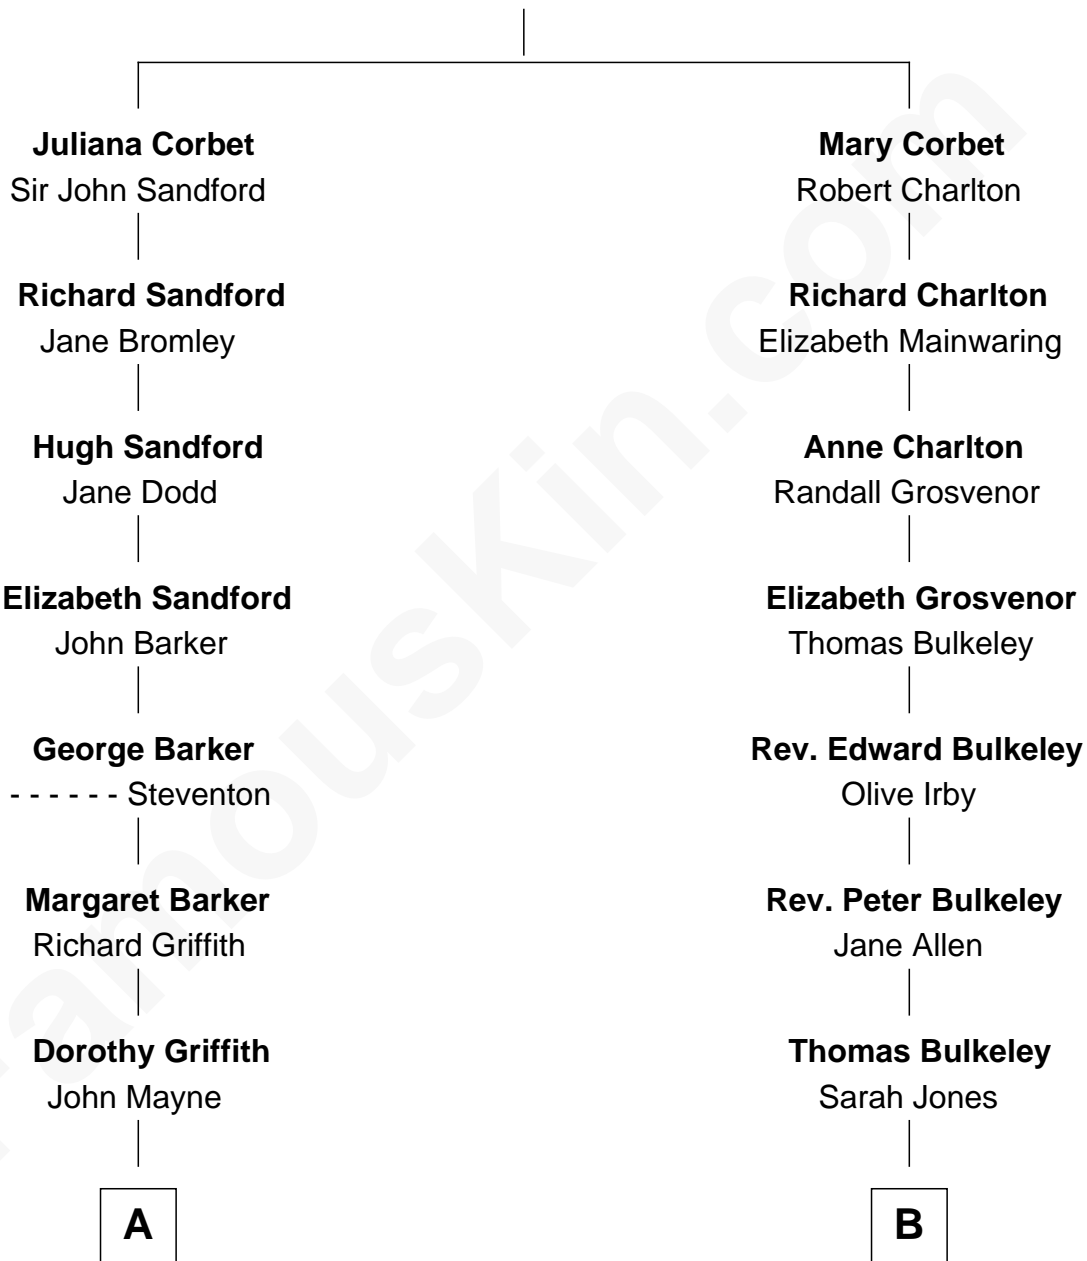 Juliana Corbet
Sir John Sandford
Richard Sandford
Jane Bromley
Hugh Sandford
Jane Dodd
Elizabeth Sandford
John Barker
George Barker
- - - - - - Steventon
Margaret Barker
Richard Griffith
Dorothy Griffith
John Mayne
A
Mary Corbet
Robert Charlton
Richard Charlton
Elizabeth Mainwaring
Anne Charlton
Randall Grosvenor
Elizabeth Grosvenor
Thomas Bulkeley
Rev. Edward Bulkeley
Olive Irby
Rev. Peter Bulkeley
Jane Allen
Thomas Bulkeley
Sarah Jones
B
FamousKin.com